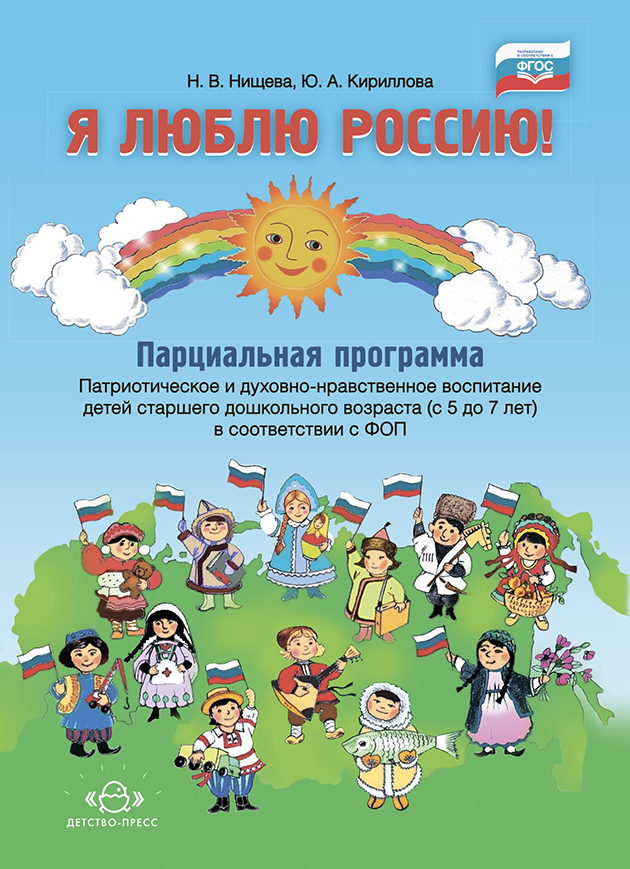 РАЗРАБОТАНО
В СООТВЕТСТВИИ С
ФГОС
Н. В. Нищева, Ю. А. Кириллова
Я ЛЮБЛЮ РОССИЮ!
Парциальная программа
Патриотическое и духовно-нравственное воспитание
детей старшего дошкольного возраста (с 5 до 7 лет)
в соответствии с ФОП
ДЕТСТВО-ПРЕСС